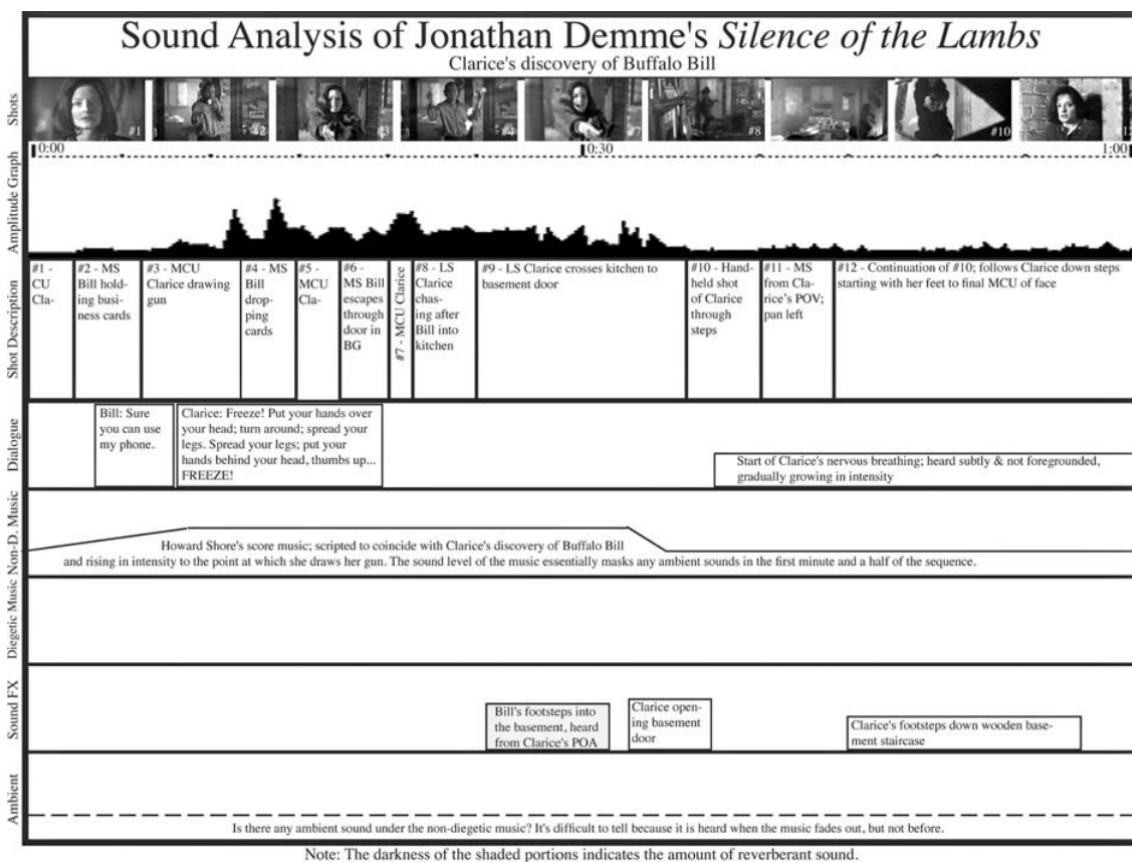 Sound Analysis of Jonathan Demme's Silence of the Lambs
Clarice's discovery of Buffalo Bill
Shots
#1
#2
#3
#4
#7
#8
#10
0:00
0:30
1:00
Amplitude Graph
Shot Description
#1 -
CU
Cla-
#2 - MS
Bill hold-
ing busi-
ness cards
#3 - MCU
Clarice drawing
gun
#4 - MS
Bill
drop-
ping
cards
#5 -
MCU
Cla-
#6 -
MS Bill
escapes
through
door in
BG
#7 - MCU Clarice
#8 - LS
Clarice
chas-
ing after
Bill into
kitchen
#9 - LS Clarice crosses kitchen to
basement door
#10 - Hand-
held shot
of Clarice
through
steps
#11 - MS
from Cla-
rice's POV;
pan left
#12 - Continuation of #10; follows Clarice down steps
starting with her feet to final MCU of face
Dialogue
Bill: Sure
you can use
my phone.
Clarice: Freeze! Put your hands over
your head; turn around; spread your
legs. Spread your legs; put your
hands behind your head, thumbs up...
FREEZE!
Start of Clarice's nervous breathing; heard subtly & not foregrounded,
gradually growing in intensity
Non-D. Music
Howard Shore's score music; scripted to coincide with Clarice's discovery of Buffalo Bill
and rising in intensity to the point at which she draws her gun. The sound level of the music essentially masks any ambient sounds in the first minute and a half of the sequence.
Diegetic Music
Sound FX
Bill's footsteps into
the basement, heard
from Clarice's POA
Clarice open-
ing basement
door
Clarice's footsteps down wooden base-
ment staircase
Ambient
Is there any ambient sound under the non-diegetic music? It's difficult to tell because it is heard when the music fades out, but not before.
Note: The darkness of the shaded portions indicates the amount of reverberant sound.